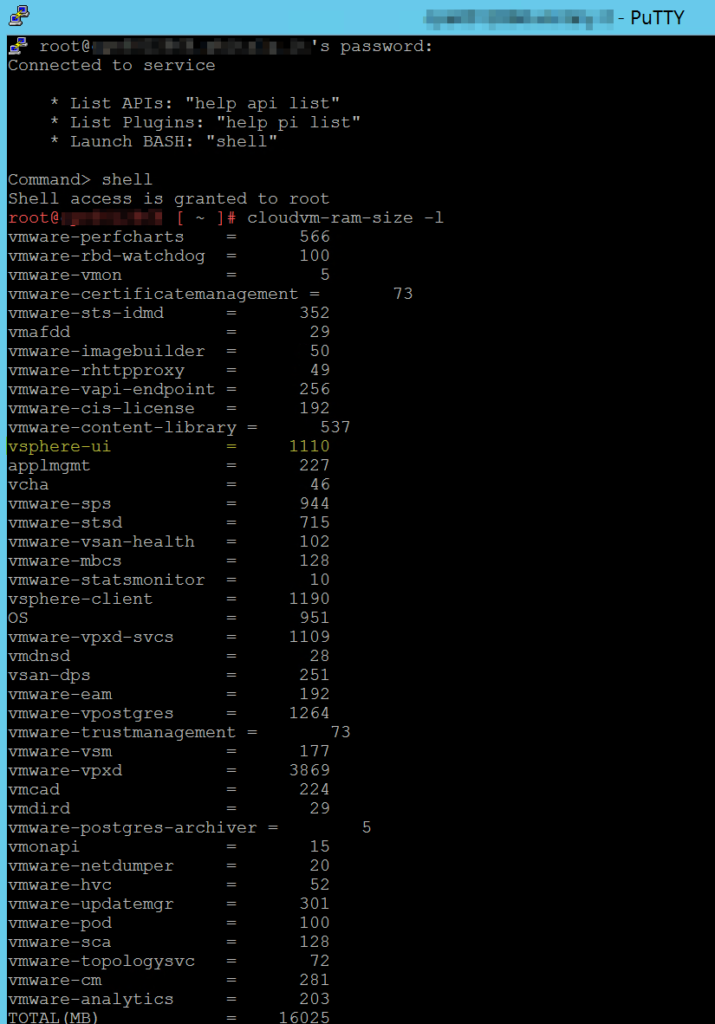 - PuTTY
root@ 's password:
Connected to service
* List APIs: "help api list"
* List Plugins: "help pi list"
* Launch BASH: "shell"
Command> shell
Shell access is granted to root
root@ [ ~ ]# cloudvm-ram-size -l
vmware-perfcharts = 566
vmware-rbd-watchdog = 100
vmware-vmon = 5
vmware-certificatemanagement = 73
vmware-sts-idmd = 352
vmafdd = 29
vmware-imagebuilder = 50
vmware-rhttpproxy = 49
vmware-vapi-endpoint = 256
vmware-cis-license = 192
vmware-content-library = 537
vsphere-ui = 1110
applmgmt = 227
vcha = 46
vmware-sps = 944
vmware-stsd = 715
vmware-vsan-health = 102
vmware-mbcs = 128
vmware-statsmonitor = 10
vsphere-client = 1190
OS = 951
vmware-vpxd-svcs = 1109
vmdnsd = 28
vsan-dps = 251
vmware-eam = 192
vmware-vpostgres = 1264
vmware-trustmanagement = 73
vmware-vsm = 177
vmware-vpxd = 3869
vmcad = 224
vmdird = 29
vmware-postgres-archiver = 5
vmonapi = 15
vmware-netdumper = 20
vmware-hvc = 52
vmware-updatemgr = 301
vmware-pod = 100
vmware-sca = 128
vmware-topologysvc = 72
vmware-cm = 281
vmware-analytics = 203
TOTAL(MB) = 16025